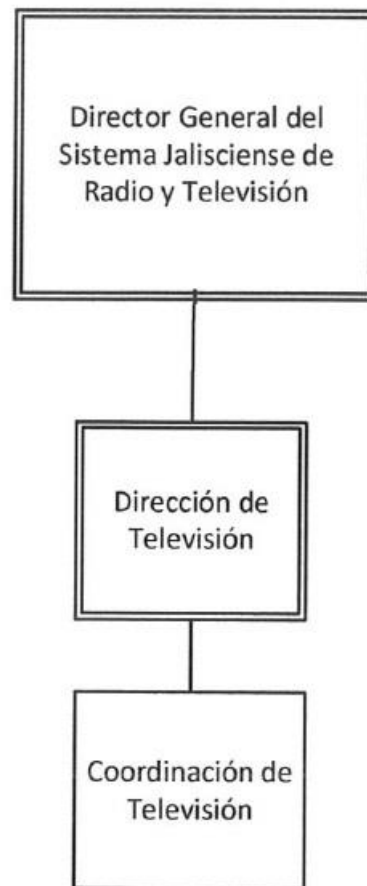 Director General del
Sistema Jalisciense de
Radio y Televisión
Dirección de
Televisión
Coordinación de
Televisión